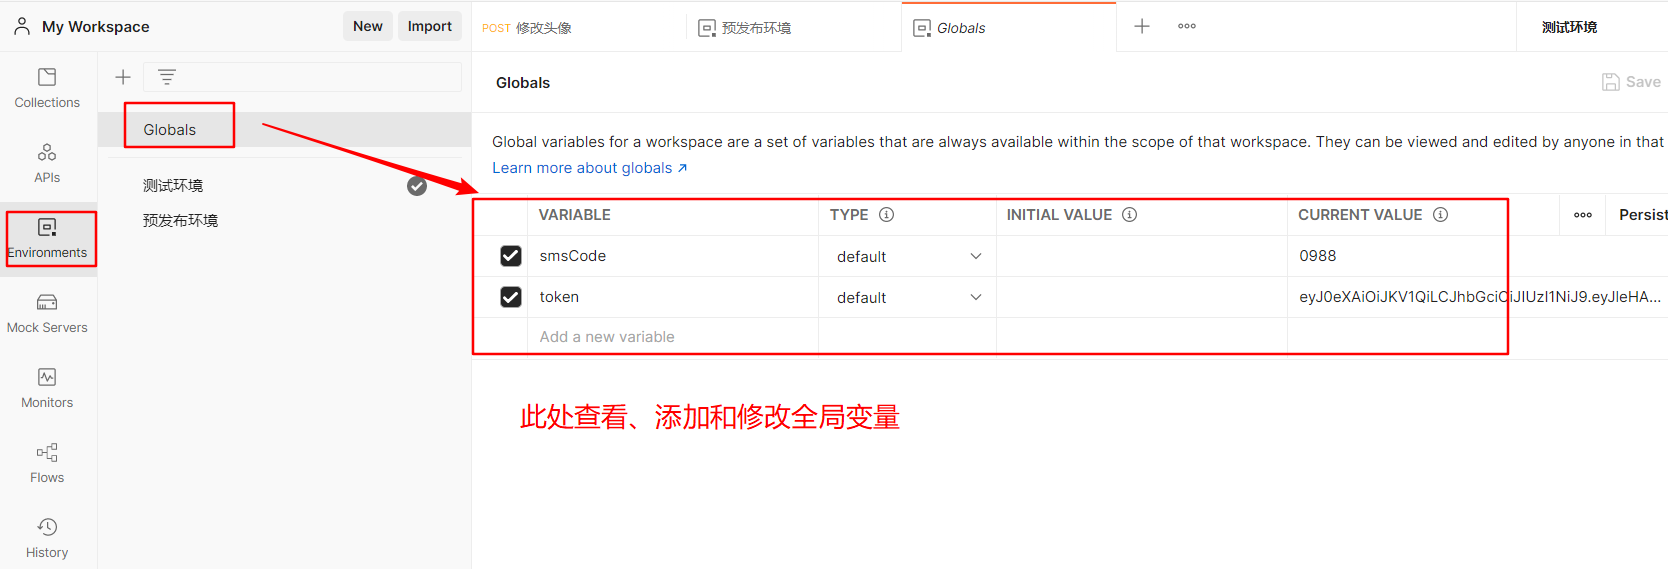 My Workspace
New
Import
POST 修改头像
预发布环境
Globals
测试环境
Collections
APIs
Environments
Mock Servers
Monitors
Flows
History
Globals
测试环境
预发布环境
Globals
Save
Global variables for a workspace are a set of variables that are always available within the scope of that workspace. They can be viewed and edited by anyone in that
Learn more about globals ↗
VARIABLE TYPE INITIAL VALUE CURRENT VALUE Persist
smsCode default 0988
token default eyJ0eXAiOiJKV1QiLCJhbGciOiJIUzI1NiJ9.eyJleHA...
Add a new variable
此处查看、添加和修改全局变量